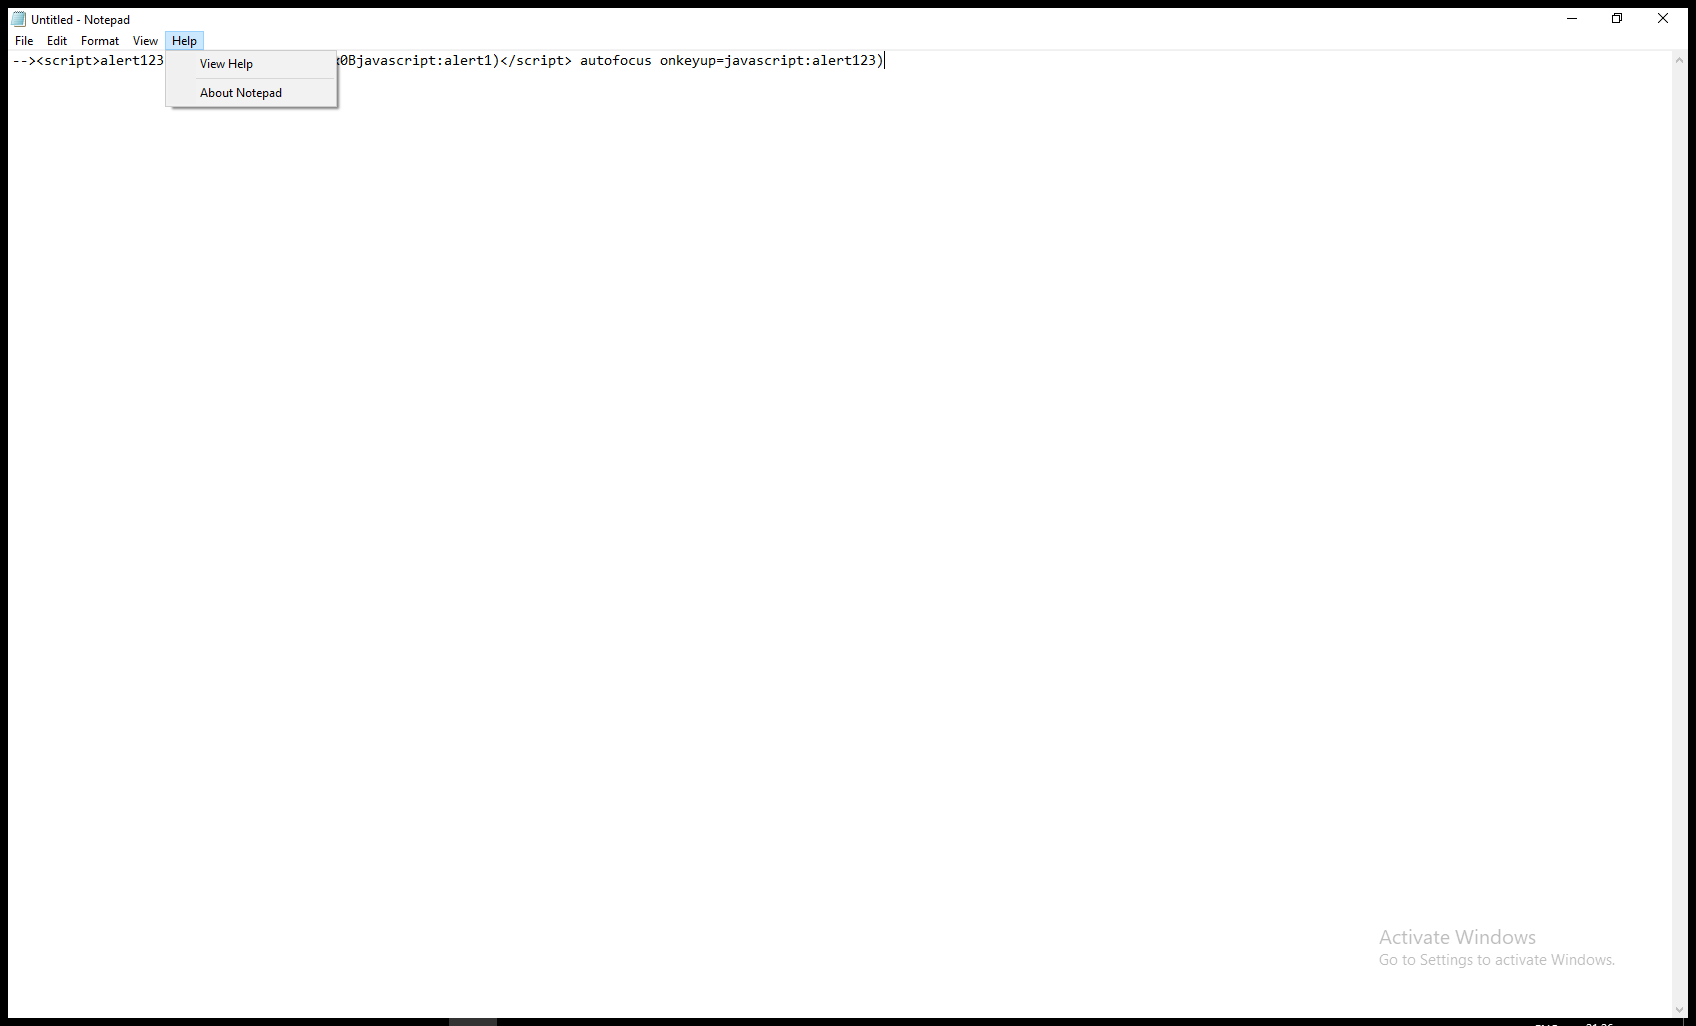 Untitled - Notepad
File Edit Format View Help
--><script>alert123 0Bjavascript:alert1)</script> autofocus onkeyup=javascript:alert123)
View Help
About Notepad
Activate Windows
Go to Settings to activate Windows.